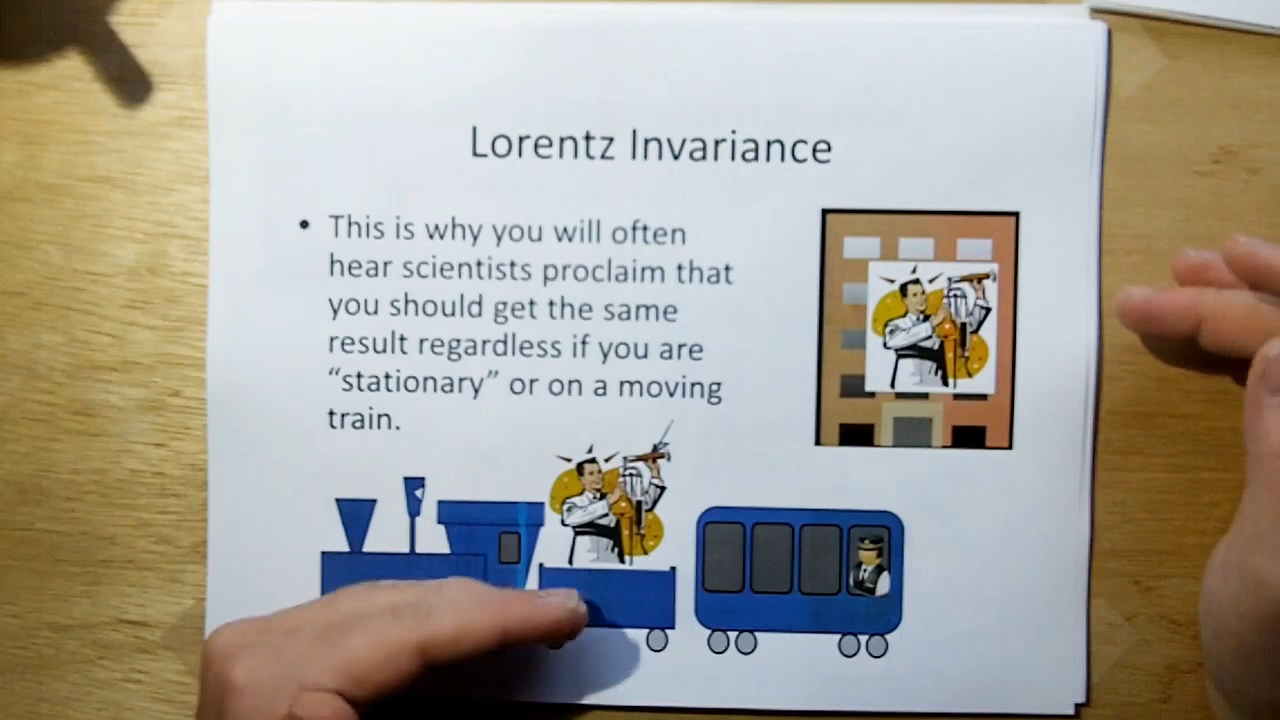 Lorentz Invariance
• This is why you will often
hear scientists proclaim that
you should get the same
result regardless if you are
“stationary” or on a moving
train.